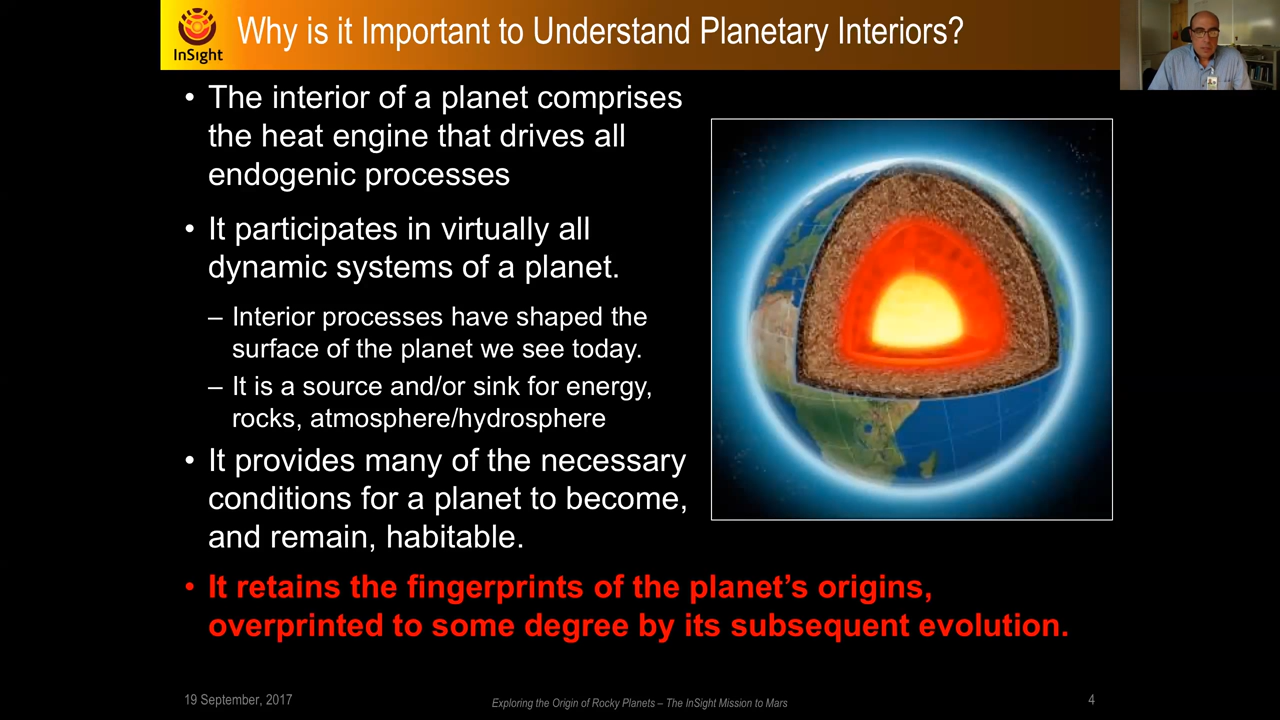 InSight
Why is it Important to Understand Planetary Interiors?
• The interior of a planet comprises
the heat engine that drives all
endogenic processes
• It participates in virtually all
dynamic systems of a planet.
– Interior processes have shaped the
surface of the planet we see today.
– It is a source and/or sink for energy,
rocks, atmosphere/hydrosphere
• It provides many of the necessary
conditions for a planet to become,
and remain, habitable.
• It retains the fingerprints of the planet’s origins,
overprinted to some degree by its subsequent evolution.
19 September, 2017
Exploring the Origin of Rocky Planets – The InSight Mission to Mars
4